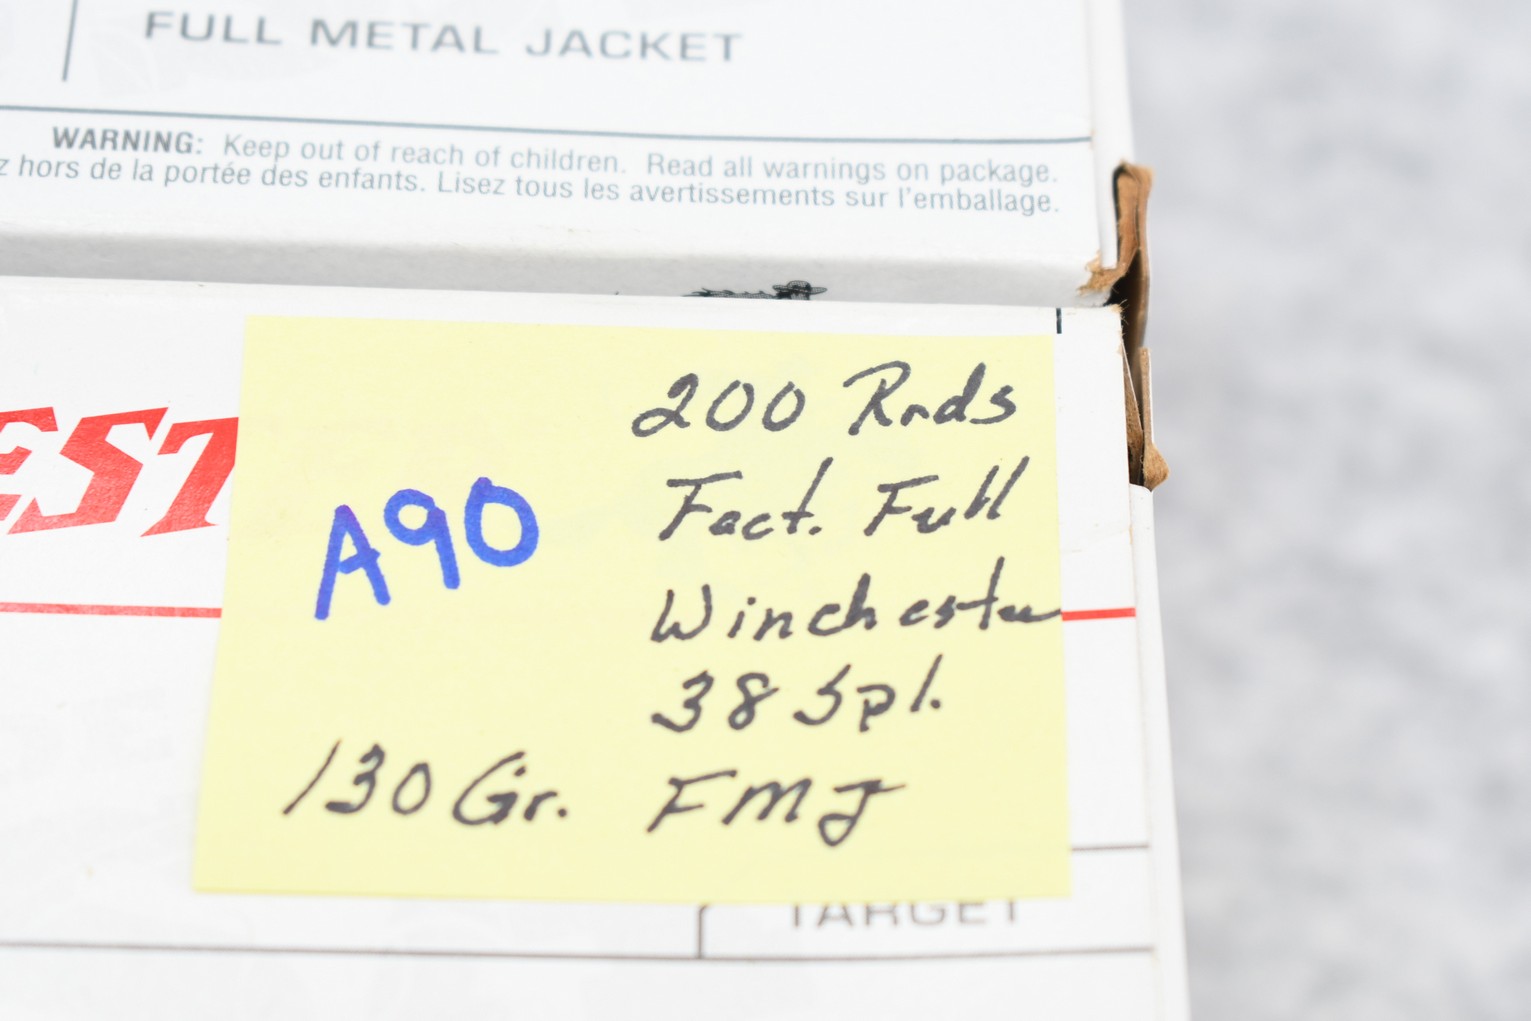 FULL METAL JACKET
WARNING: Keep out of reach of children. Read all warnings on package.
z hors de la portée des enfants. Lisez tous les avertissements sur l'emballage.
EST
A90
200 Rnds
Fact. Full
Winchester
38 Spl.
130 Gr. FMJ
TARGET